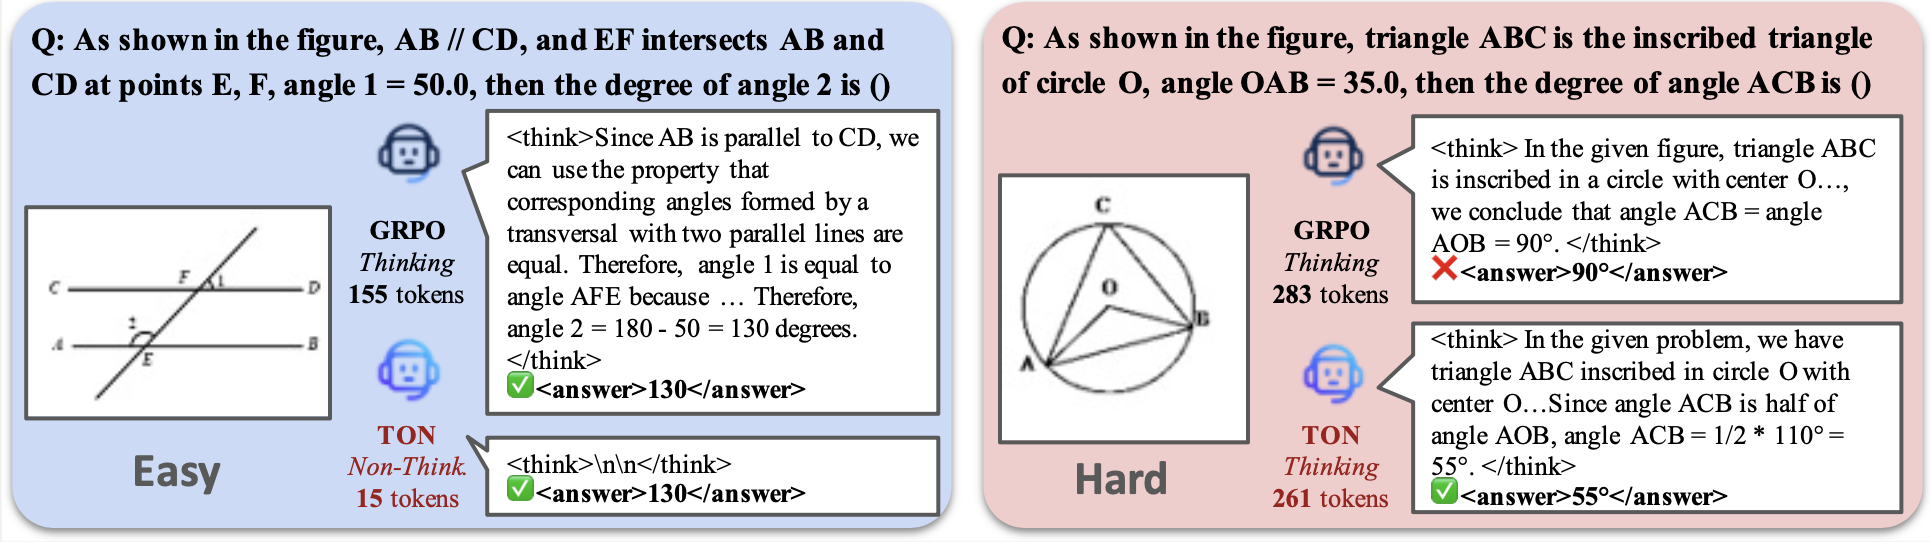 Q: As shown in the figure, AB // CD, and EF intersects AB and
CD at points E, F, angle 1 = 50.0, then the degree of angle 2 is ()
C
F
1
D
2
A
E
B
Easy
GRPO
Thinking
155 tokens
<think>Since AB is parallel to CD, we
can use the property that
corresponding angles formed by a
transversal with two parallel lines are
equal. Therefore, angle 1 is equal to
angle AFE because … Therefore,
angle 2 = 180 - 50 = 130 degrees.
</think>
<answer>130</answer>
TON
Non-Think.
15 tokens
<think>\n\n</think>
<answer>130</answer>
Q: As shown in the figure, triangle ABC is the inscribed triangle
of circle O, angle OAB = 35.0, then the degree of angle ACB is ()
C
O
B
A
Hard
GRPO
Thinking
283 tokens
<think> In the given figure, triangle ABC
is inscribed in a circle with center O…,
we conclude that angle ACB = angle
AOB = 90°. </think>
<answer>90°</answer>
TON
Thinking
261 tokens
<think> In the given problem, we have
triangle ABC inscribed in circle O with
center O…Since angle ACB is half of
angle AOB, angle ACB = 1/2 * 110° =
55°. </think>
<answer>55°</answer>